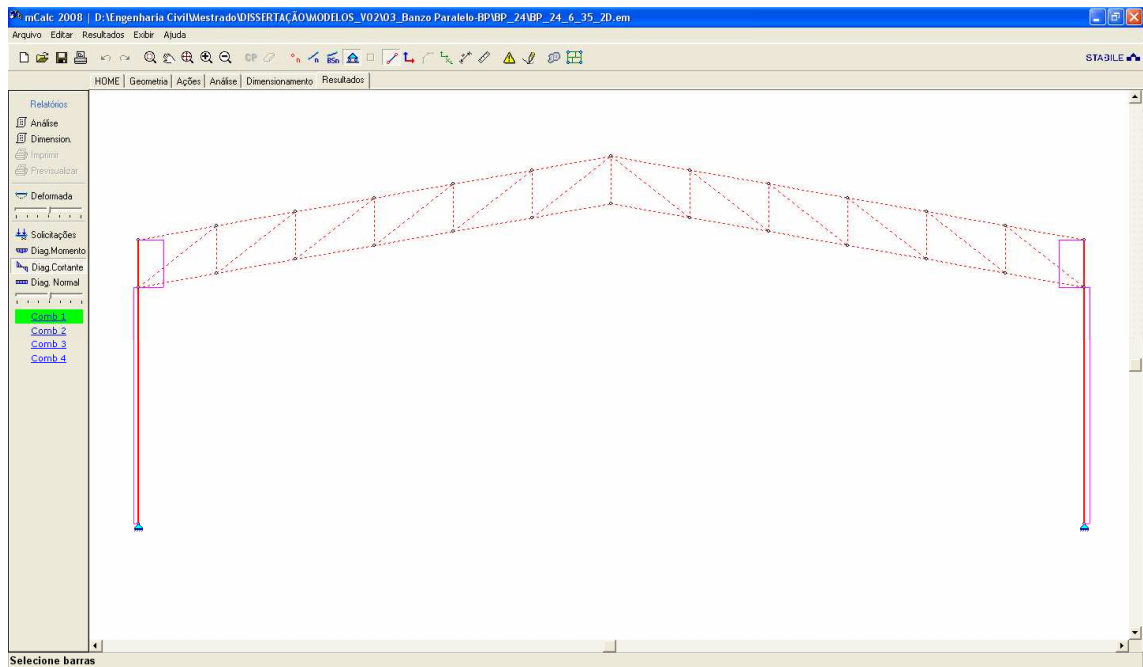 mCalc 2008 | D:\Engenharia Civil\Mestrado\DISSERTAÇÃO\MODELOS_V02\03_Banzo Paralelo-BP\BP_24\BP_24_6_35_2D.em
Arquivo Editar Resultados Exibir Ajuda
CP n n BSn n
STABILE
HOME Geometria Ações Análise Dimensionamento Resultados
Relatórios
Análise
Dimension.
Imprimir
Previsualizar
Deformada
Solicitações
Diag.Momento
Diag.Cortante
Diag. Normal
Comb 1
Comb 2
Comb 3
Comb 4
Selecione barras